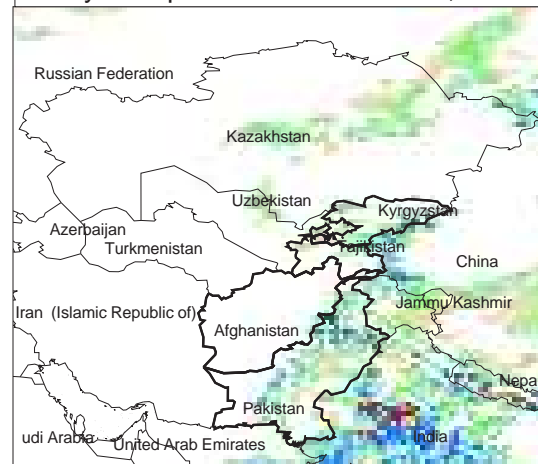 Russian Federation
Kazakhstan
Uzbekistan
Kyrgyzstan
Azerbaijan
Turkmenistan
Tajikistan
China
Iran (Islamic Republic of)
Jammu/Kashmir
Afghanistan
Nepa
Pakistan
udi Arabia
United Arab Emirates
India